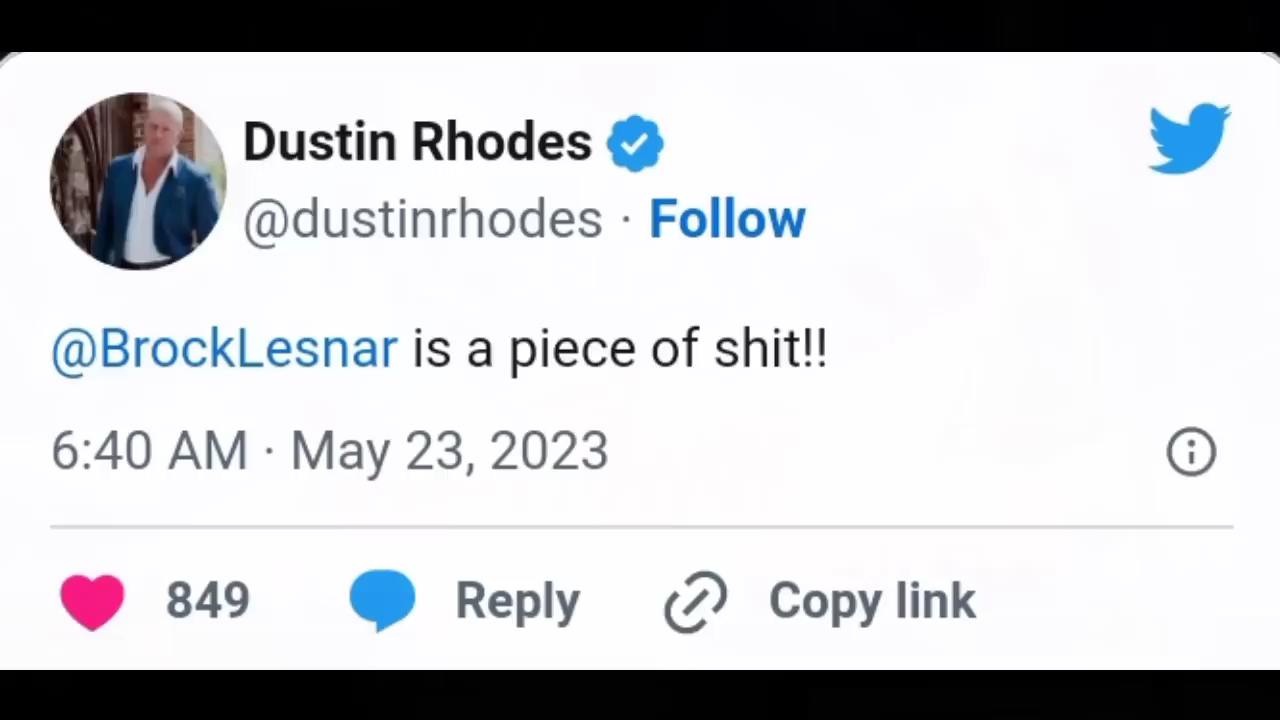 Dustin Rhodes
@dustinrhodes · Follow
@BrockLesnar is a piece of shit!!
6:40 AM · May 23, 2023
849 Reply Copy link